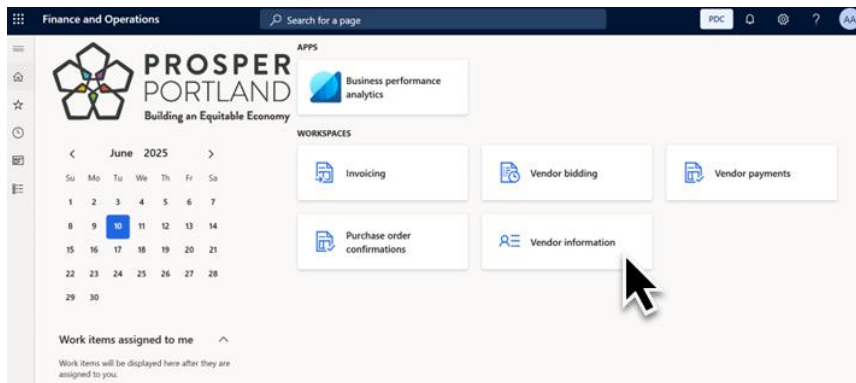 Finance and Operations
Search for a page
PDC
?
AA
PROSPER
PORTLAND
Building an Equitable Economy
APPS
Business performance
analytics
WORKSPACES
Invoicing
Vendor bidding
Vendor payments
Purchase order
confirmations
Vendor information
June 2025
Su Mo Tu We Th Fr Sa
1 2 3 4 5 6 7
8 9 10 11 12 13 14
15 16 17 18 19 20 21
22 23 24 25 26 27 28
29 30
Work items assigned to me
Work items will be displayed here after they are
assigned to you.